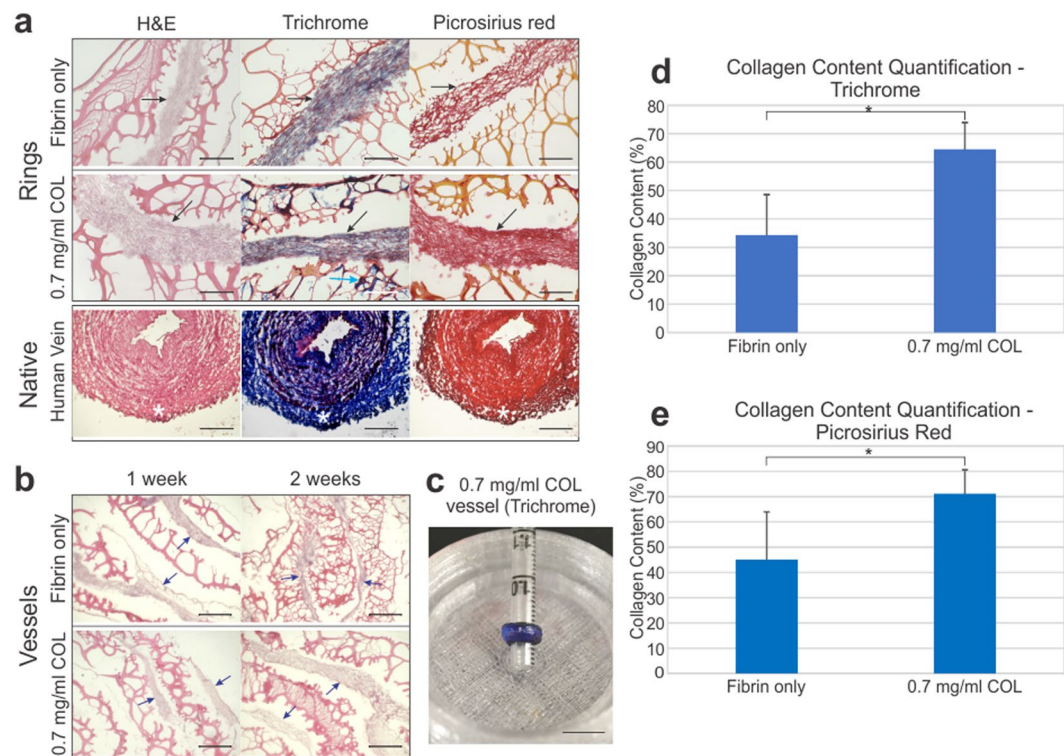 a
H&E Trichrome Picrosirius red
Rings
Fibrin only
0.7 mg/ml COL
Native
Human Vein
*
*
*
b
1 week 2 weeks
Vessels
Fibrin only
0.7 mg/ml COL
c
0.7 mg/ml COL
vessel (Trichrome)
d
Collagen Content Quantification -
Trichrome
Collagen Content (%)
80
70
60
50
40
30
20
10
0
*
Fibrin only 0.7 mg/ml COL
e
Collagen Content Quantification -
Picrosirius Red
Collagen Content (%)
90
80
70
60
50
40
30
20
10
0
*
Fibrin only 0.7 mg/ml COL